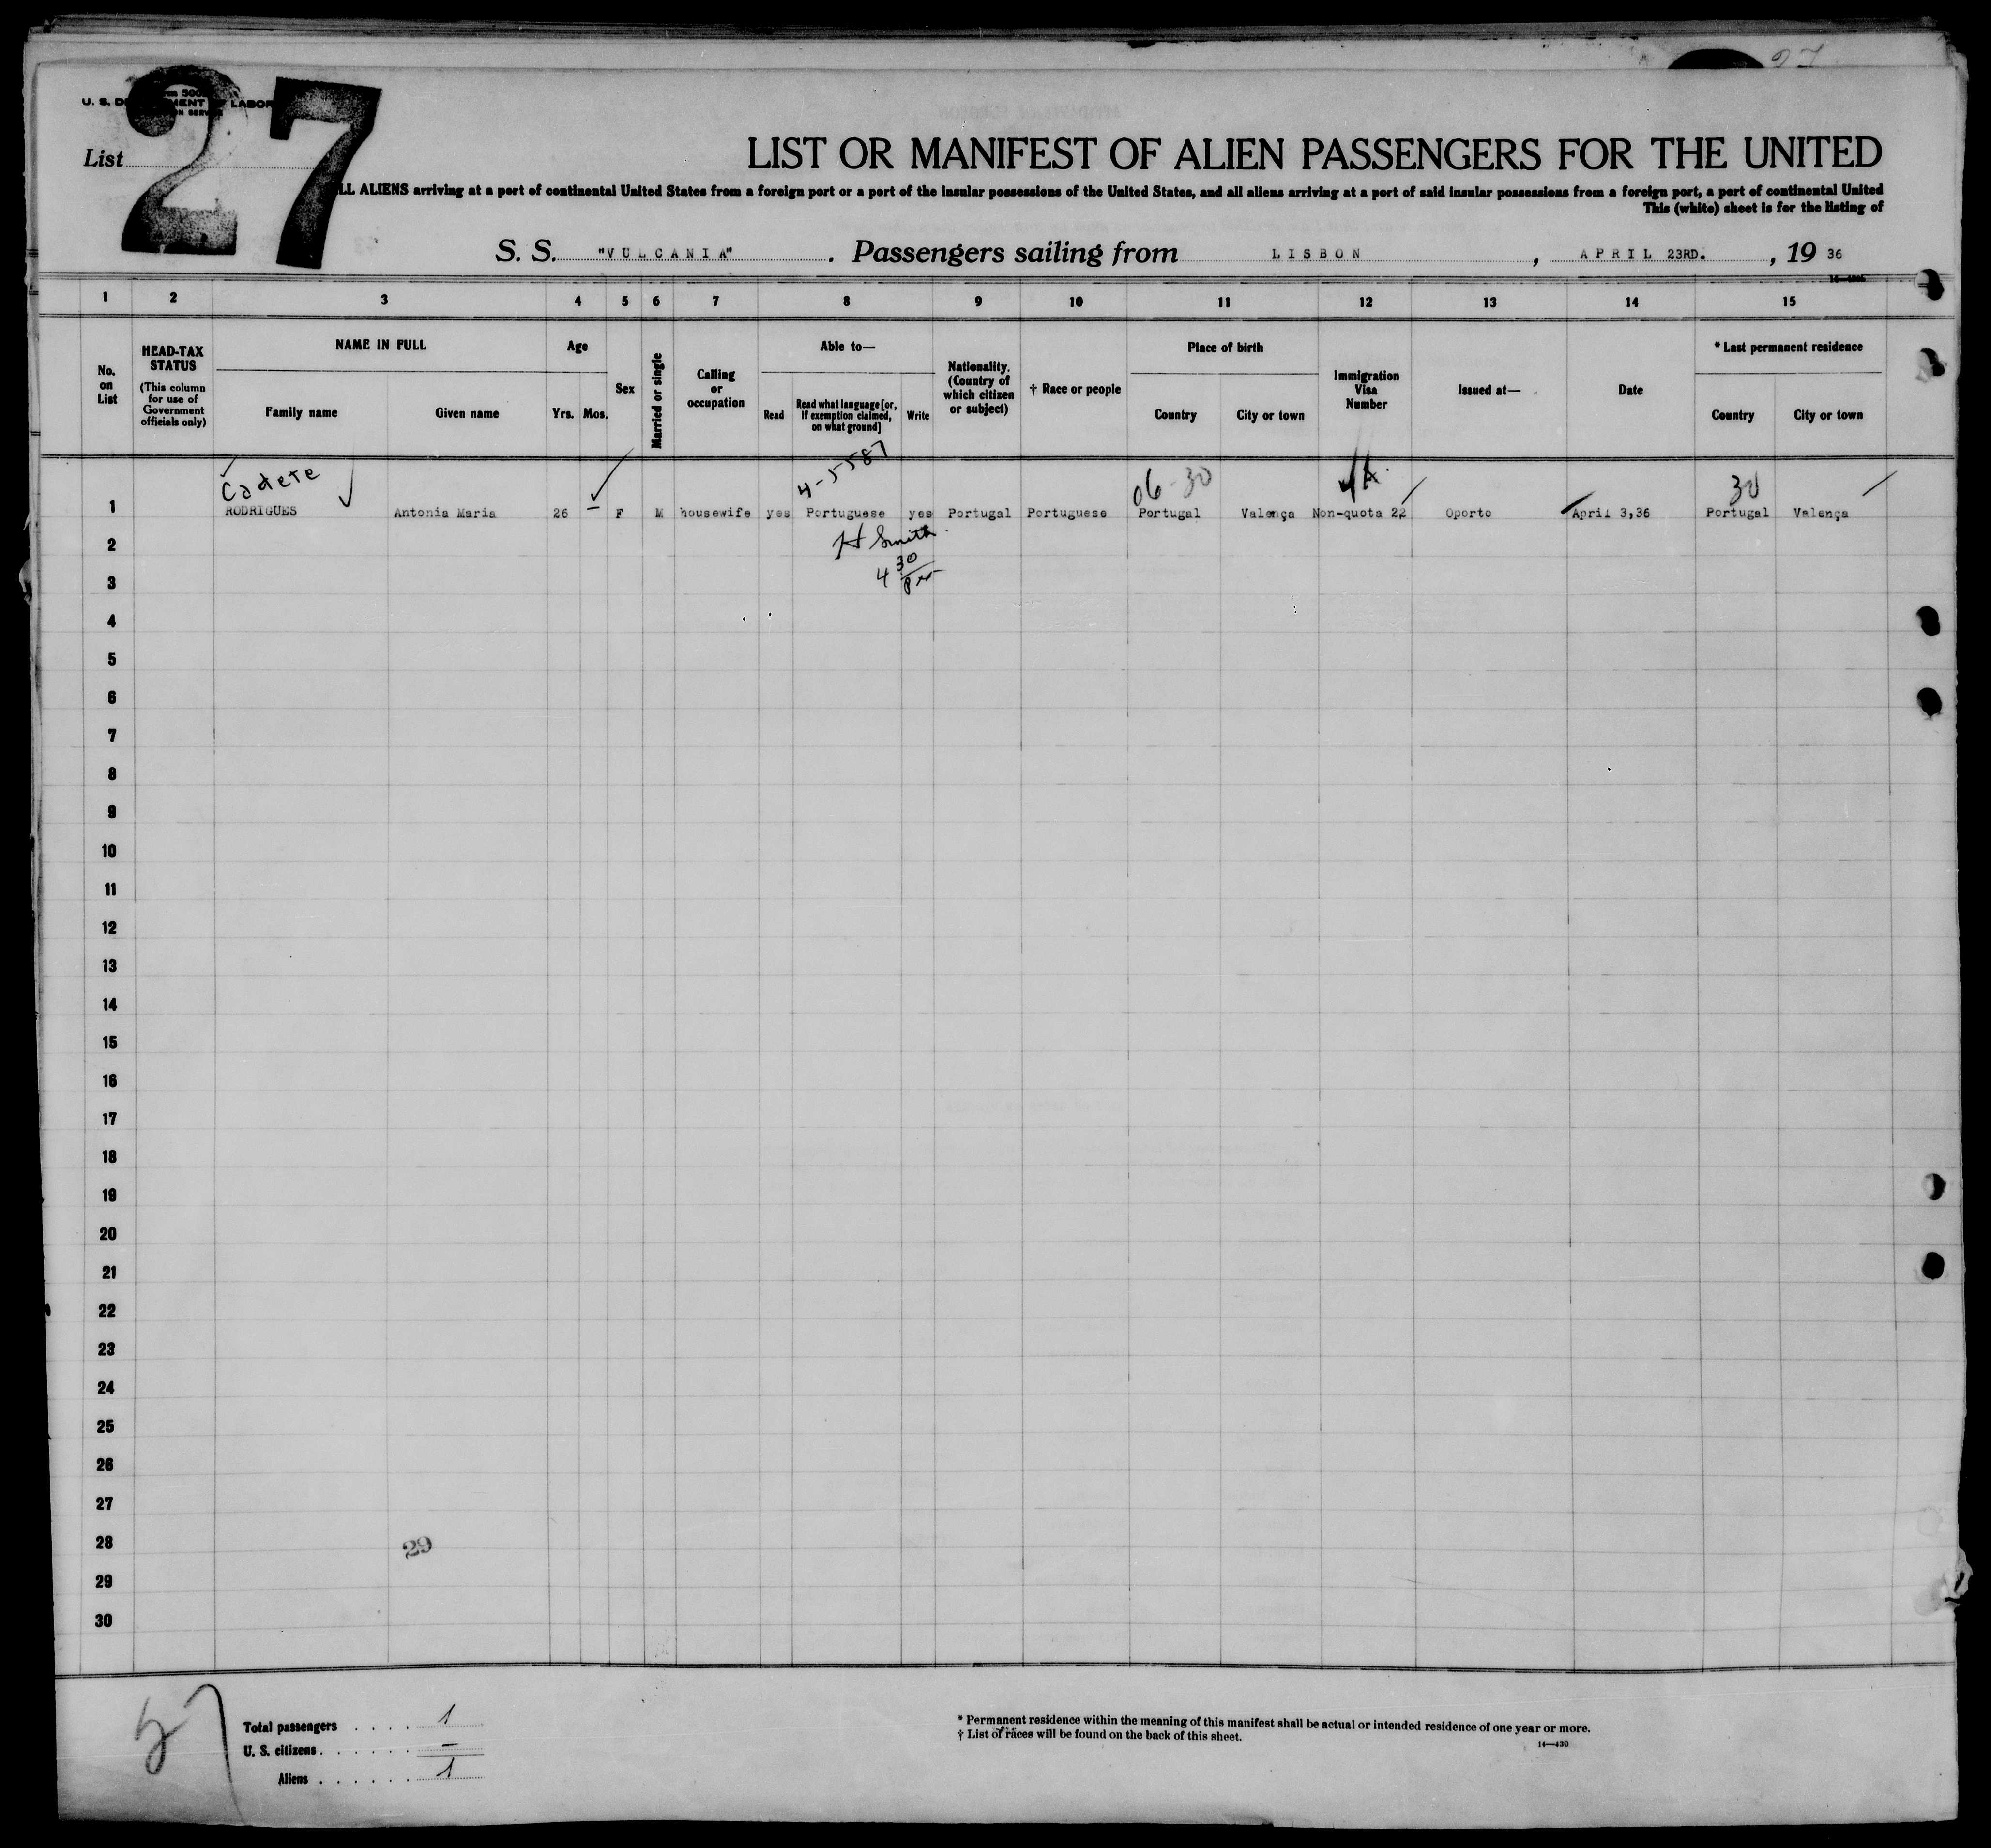 27
U. S. DEPARTMENT OF LABOR
List
LIST OR MANIFEST OF ALIEN PASSENGERS FOR THE UNITED
ALL ALIENS arriving at a port of continental United States from a foreign port or a port of the insular possessions of the United States, and all aliens arriving at a port of said insular possessions from a foreign port, a port of continental United
This (white) sheet is for the listing of
S. S. "VULCANIA" . Passengers sailing from LISBON , APRIL 23RD. , 19 36
1 2 3 4 5 6 7 8 9 10 11 12 13 14 15
No. on List
HEAD-TAX STATUS
(This column for use of Government officials only)
NAME IN FULL
Family name Given name
Age
Yrs. Mos.
Sex
Married or single
Calling or occupation
Able to—
Read Read what language [or, if exemption claimed, on what ground] Write
Nationality. (Country of which citizen or subject)
† Race or people
Place of birth
Country City or town
Immigration Visa Number
Issued at—
Date
* Last permanent residence
Country City or town
Cadete 4-5587 06-30 30
1 RODRIGUES Antonia Maria 26 — F M housewife yes Portuguese yes Portugal Portuguese Portugal Valença Non-quota 22 Oporto April 3,36 Portugal Valença
H Smith
2
4 30
3
4
5
6
7
8
9
10
11
12
13
14
15
16
17
18
19
20
21
22
23
24
25
26
27
28 29
29
30
Total passengers . . . . 1
U. S. citizens . . . . . . —
Aliens . . . . . . 1
* Permanent residence within the meaning of this manifest shall be actual or intended residence of one year or more.
† List of races will be found on the back of this sheet.
14—430